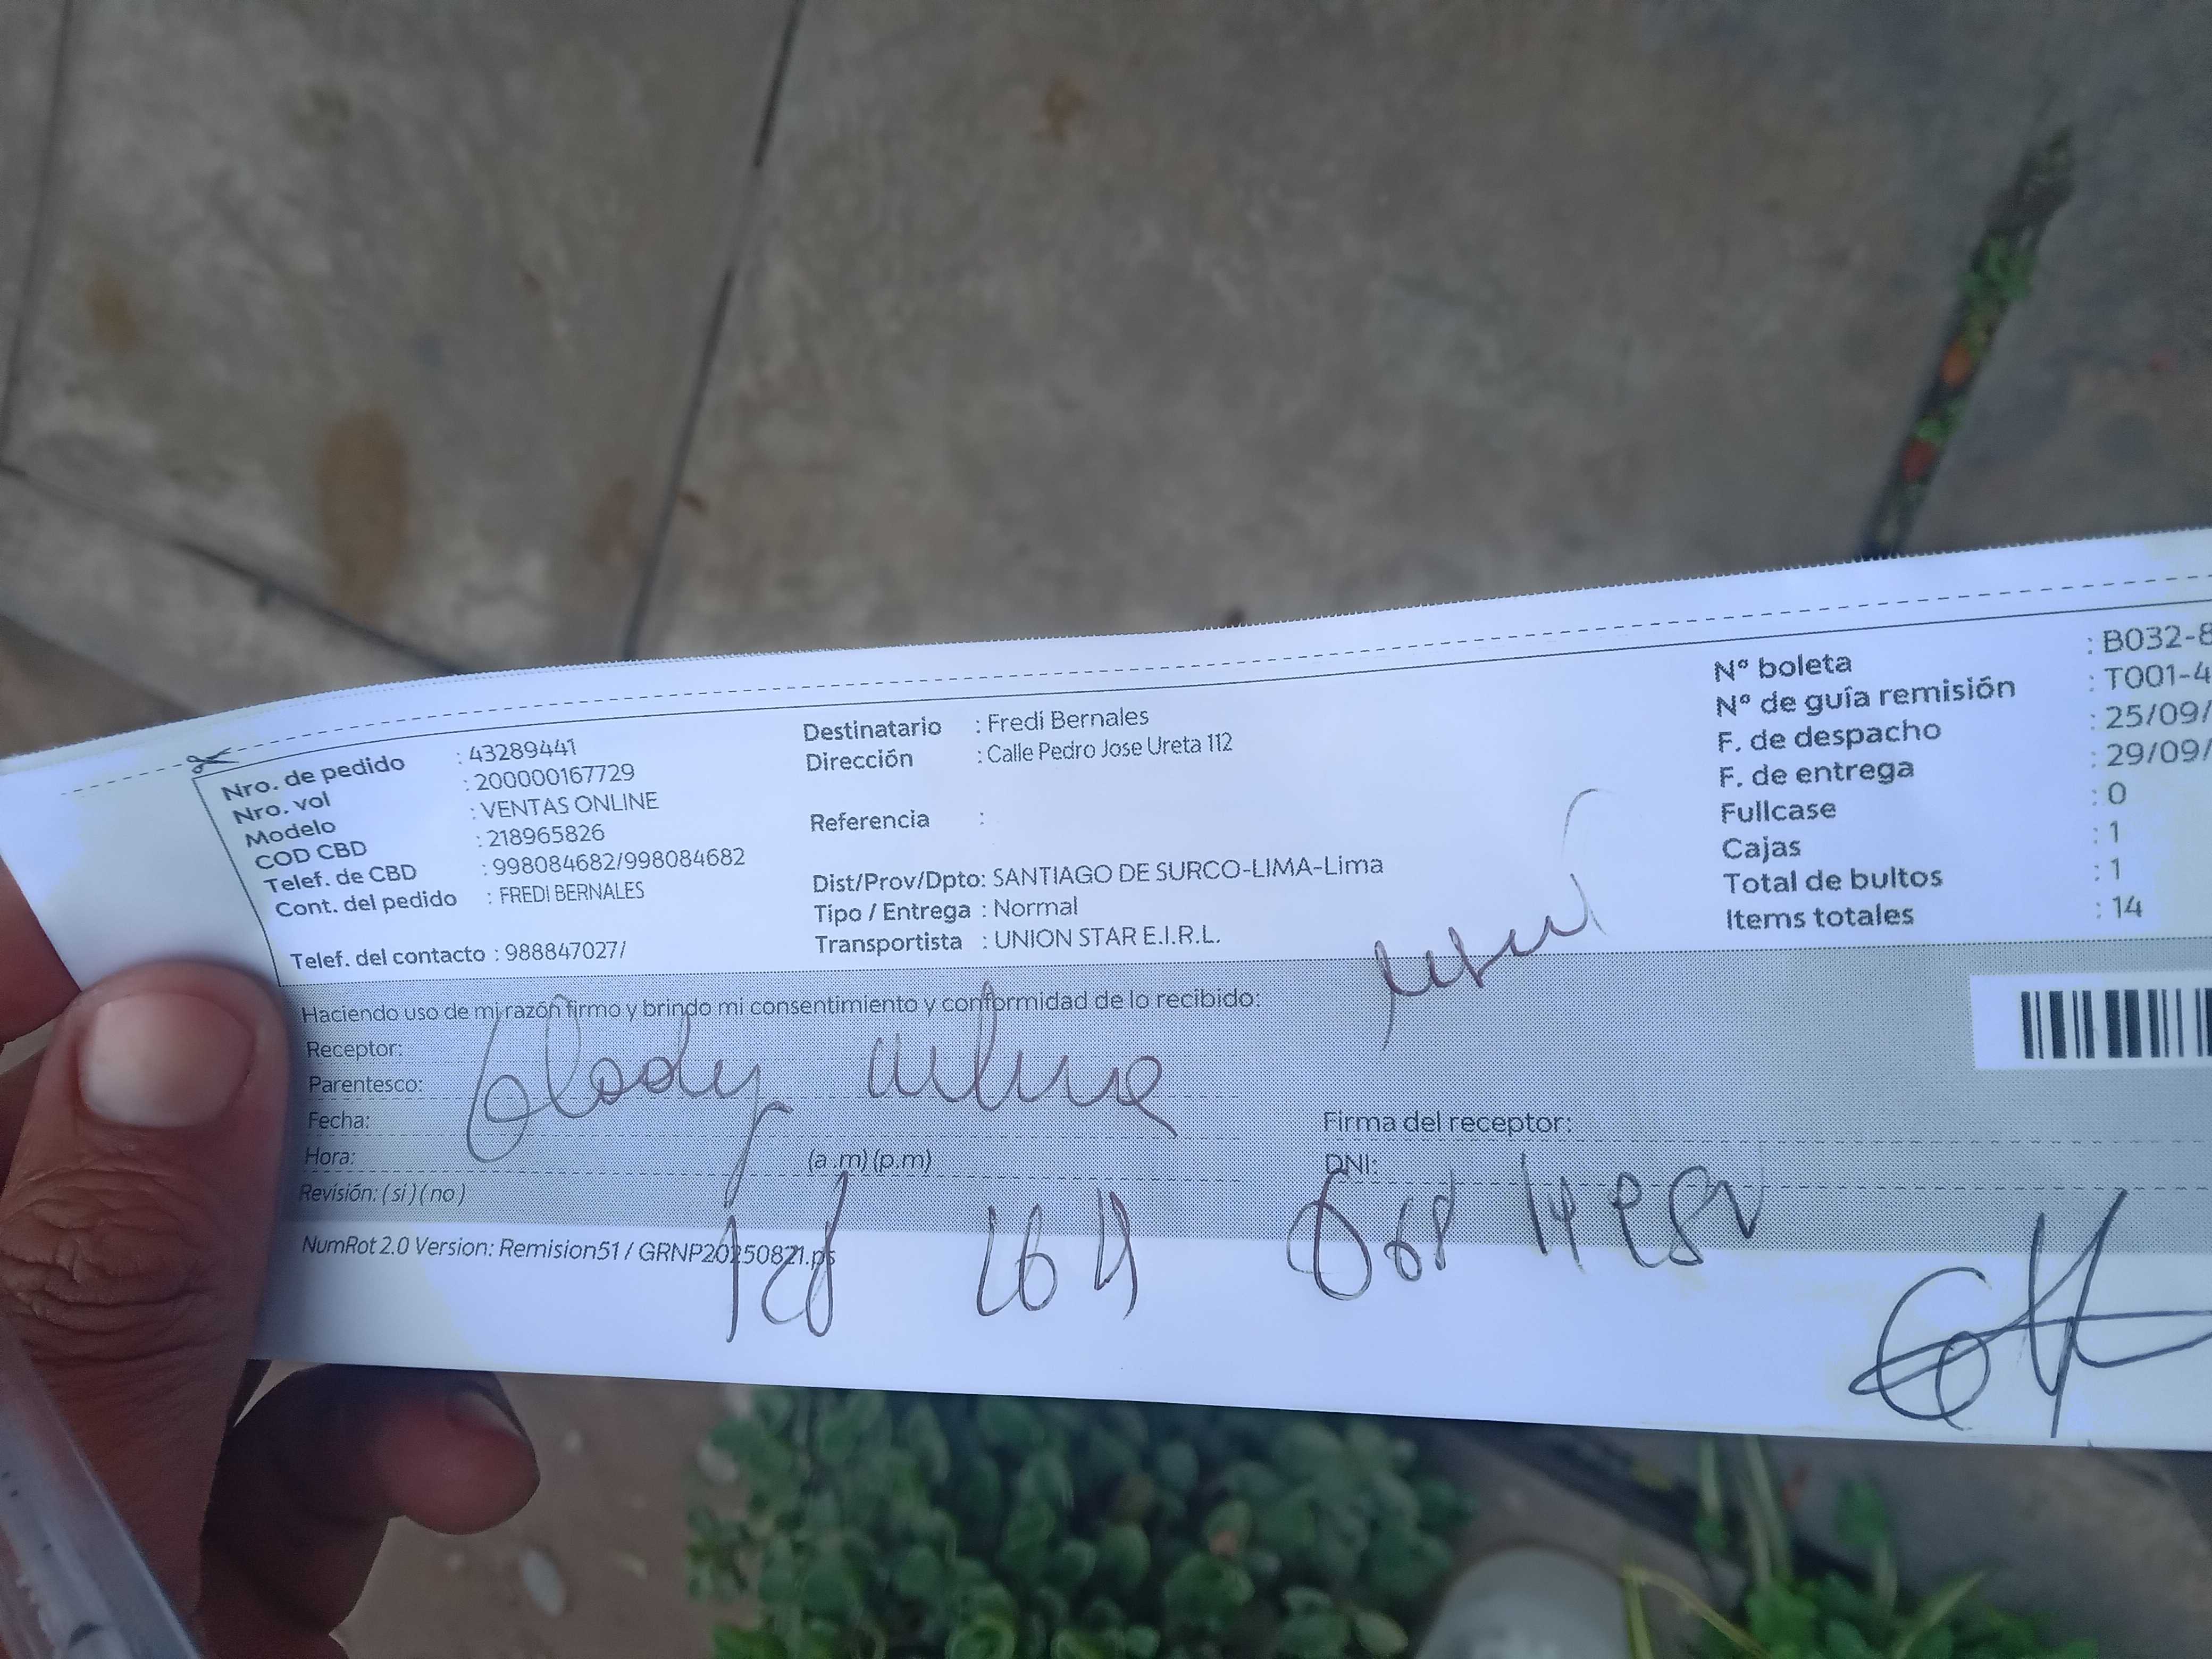 Nro. de pedido : 43289441
Nro. vol : 200000167729
Modelo : VENTAS ONLINE
COD CBD : 218965826
Telef. de CBD : 998084682/998084682
Cont. del pedido : FREDI BERNALES
Telef. del contacto : 988847027/
Destinatario : Fredi Bernales
Dirección : Calle Pedro Jose Ureta 112
Referencia :
Dist/Prov/Dpto: SANTIAGO DE SURCO-LIMA-Lima
Tipo / Entrega : Normal
Transportista : UNION STAR E.I.R.L.
N° boleta : B032-8
N° de guía remisión : T001-4
F. de despacho : 25/09/
F. de entrega : 29/09/
Fullcase : 0
Cajas : 1
Total de bultos : 1
Items totales : 14
Haciendo uso de mi razón firmo y brindo mi consentimiento y conformidad de lo recibido:
Receptor:
Parentesco:
Fecha:
Hora: (a.m)(p.m)
Revisión: (si)(no)
Firma del receptor:
DNI:
NumRot 2.0 Version: Remision51 / GRNP20250821.ps